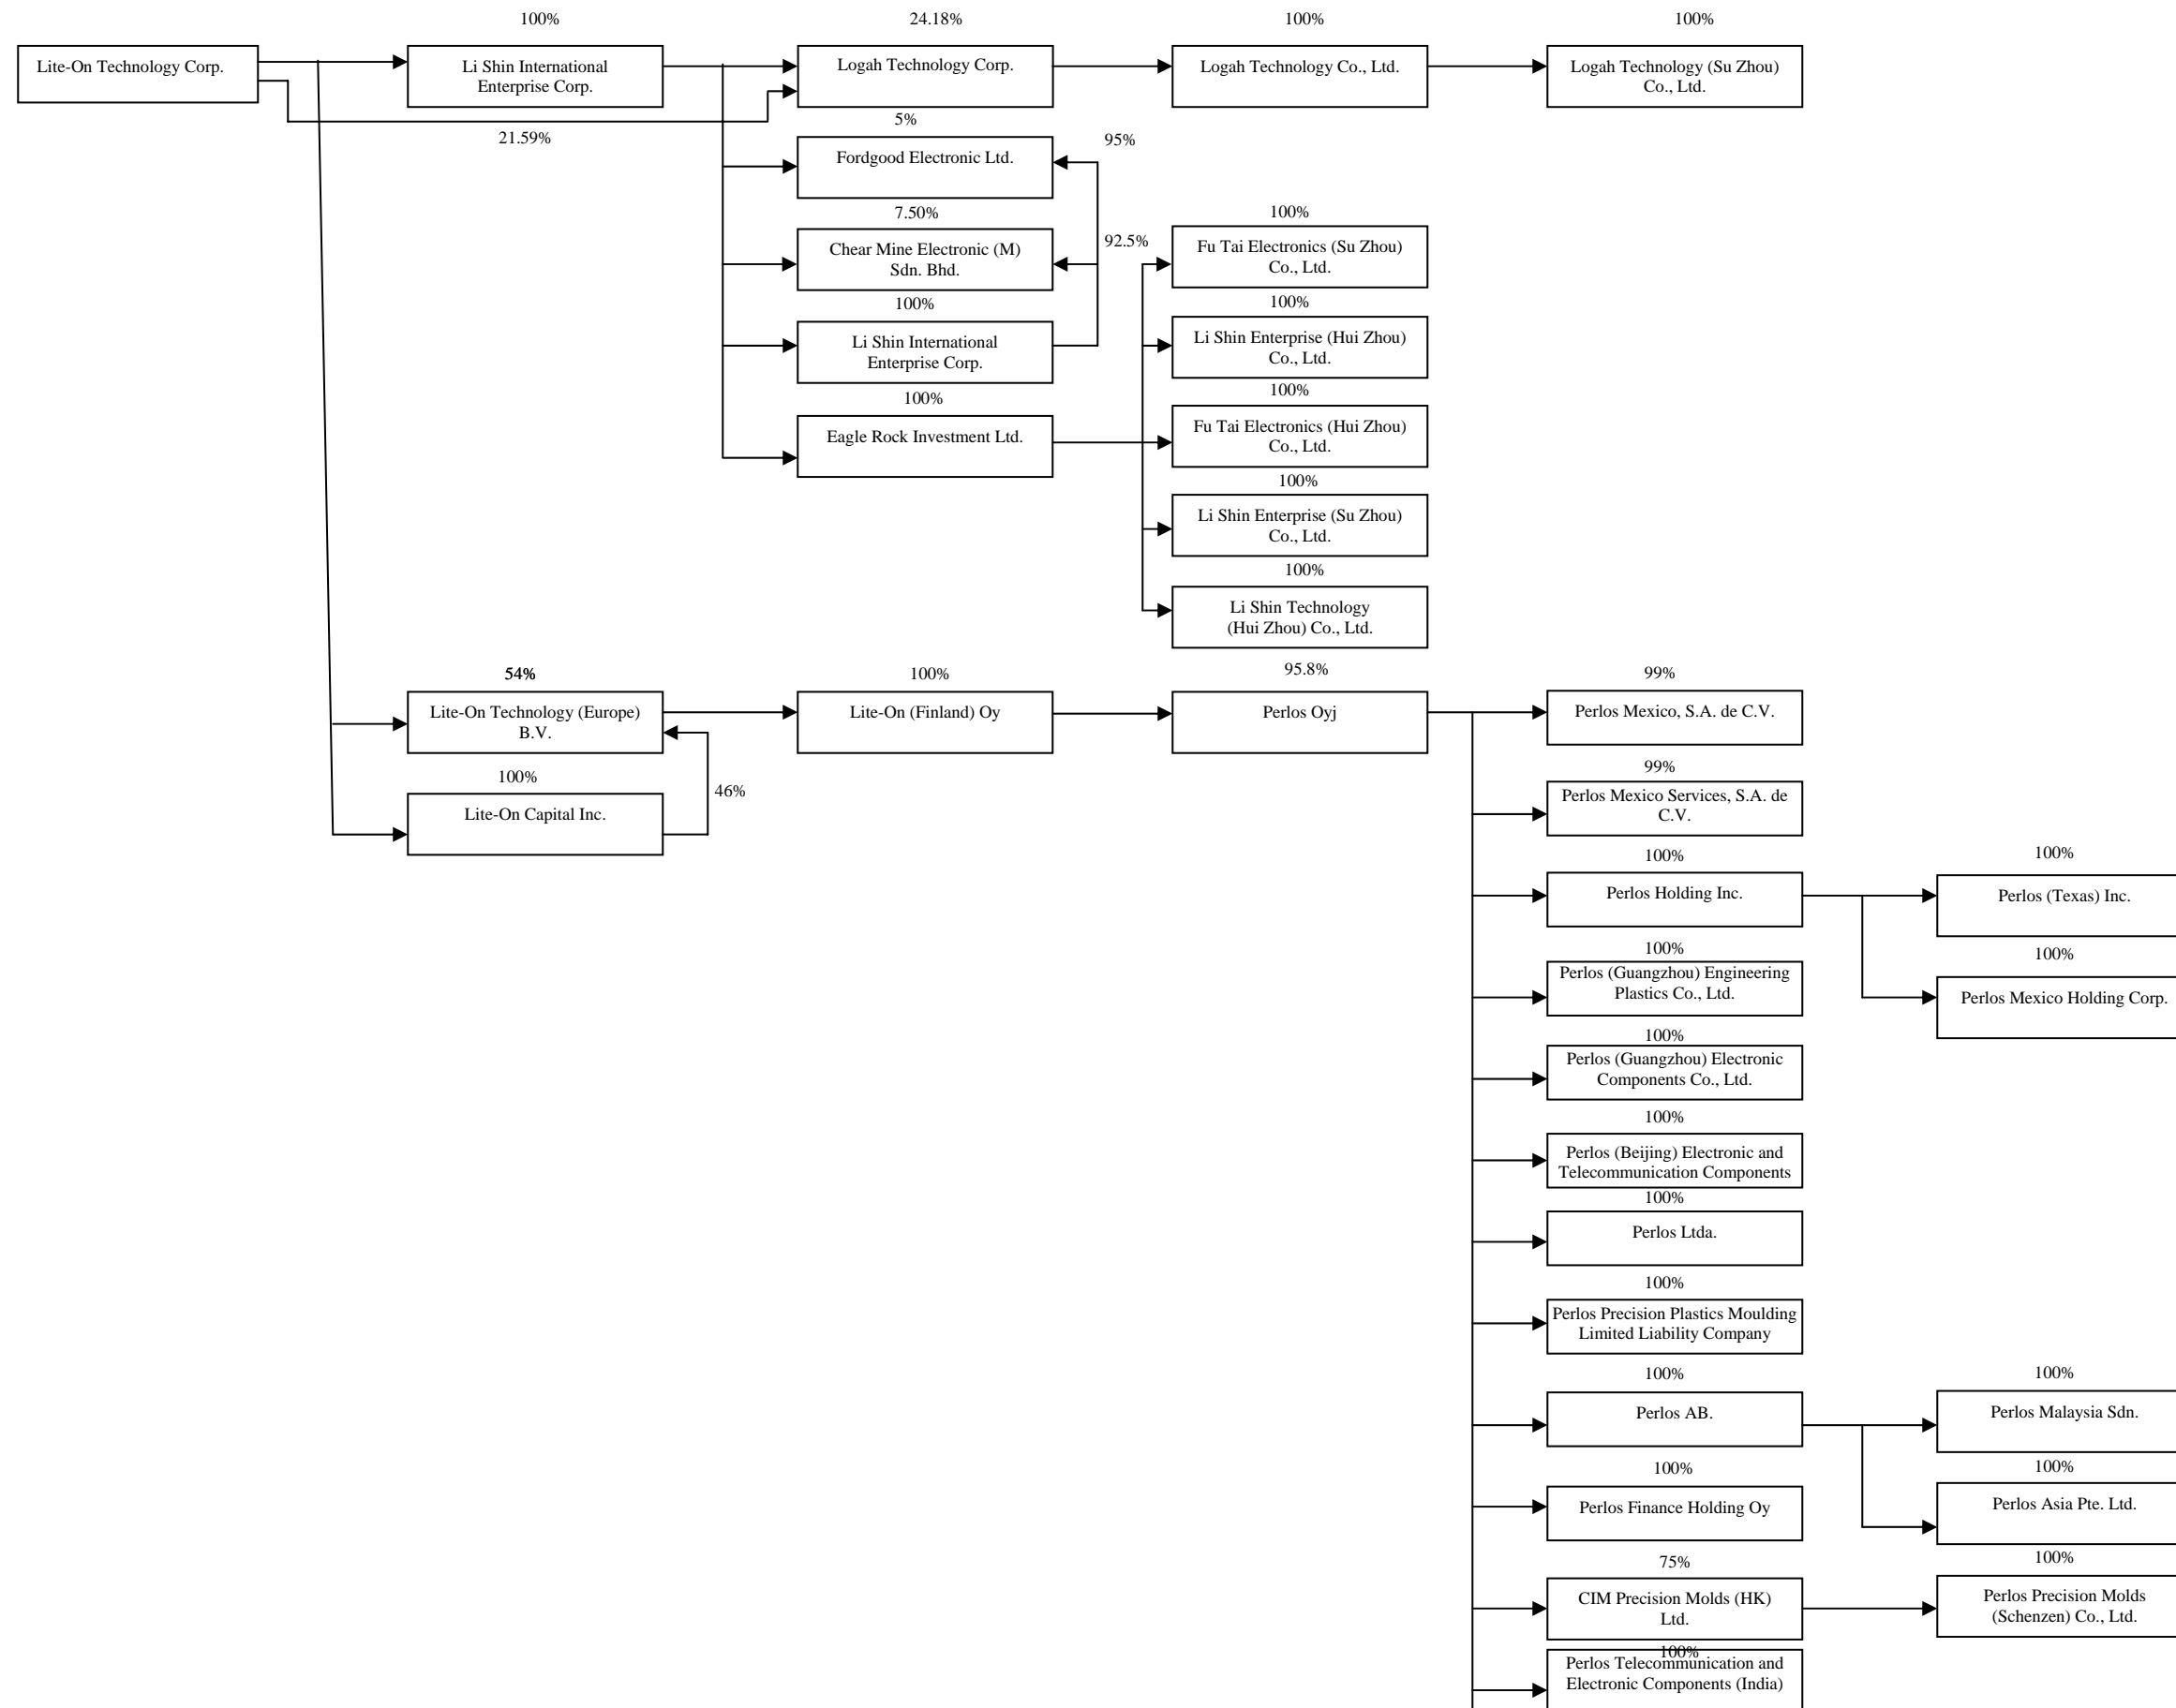 100%
24.18%
100%
100%
Lite-On Technology Corp.
Li Shin International
Enterprise Corp.
Logah Technology Corp.
Logah Technology Co., Ltd.
Logah Technology (Su Zhou)
Co., Ltd.
21.59%
5%
95%
Fordgood Electronic Ltd.
7.50%
92.5%
Chear Mine Electronic (M)
Sdn. Bhd.
100%
Fu Tai Electronics (Su Zhou)
Co., Ltd.
100%
Li Shin International
Enterprise Corp.
100%
Li Shin Enterprise (Hui Zhou)
Co., Ltd.
100%
Eagle Rock Investment Ltd.
100%
Fu Tai Electronics (Hui Zhou)
Co., Ltd.
100%
Li Shin Enterprise (Su Zhou)
Co., Ltd.
100%
Li Shin Technology
(Hui Zhou) Co., Ltd.
54%
100%
95.8%
99%
Lite-On Technology (Europe)
B.V.
Lite-On (Finland) Oy
Perlos Oyj
Perlos Mexico, S.A. de C.V.
100%
46%
Lite-On Capital Inc.
99%
Perlos Mexico Services, S.A. de
C.V.
100%
100%
Perlos Holding Inc.
Perlos (Texas) Inc.
100%
100%
Perlos (Guangzhou) Engineering
Plastics Co., Ltd.
Perlos Mexico Holding Corp.
100%
Perlos (Guangzhou) Electronic
Components Co., Ltd.
100%
Perlos (Beijing) Electronic and
Telecommunication Components
100%
Perlos Ltda.
100%
Perlos Precision Plastics Moulding
Limited Liability Company
100%
100%
Perlos AB.
Perlos Malaysia Sdn.
100%
100%
Perlos Finance Holding Oy
Perlos Asia Pte. Ltd.
75%
100%
CIM Precision Molds (HK)
Ltd.
Perlos Precision Molds
(Schenzen) Co., Ltd.
100%
Perlos Telecommunication and
Electronic Components (India)